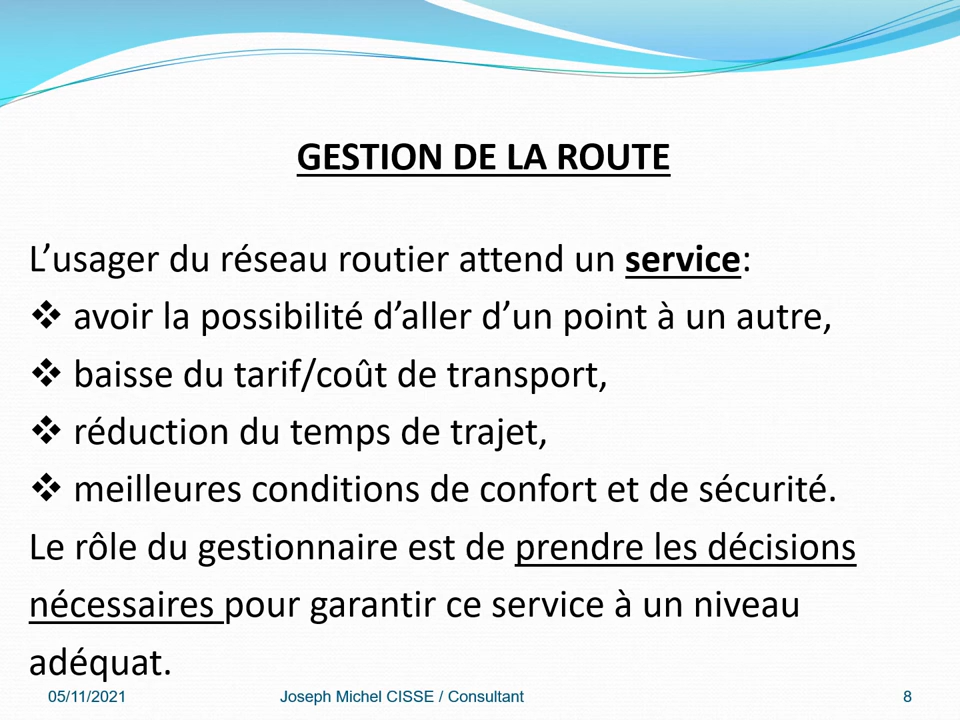 GESTION DE LA ROUTE
L’usager du réseau routier attend un service:
❖ avoir la possibilité d’aller d’un point à un autre,
❖ baisse du tarif/coût de transport,
❖ réduction du temps de trajet,
❖ meilleures conditions de confort et de sécurité.
Le rôle du gestionnaire est de prendre les décisions
nécessaires pour garantir ce service à un niveau
adéquat.
05/11/2021 Joseph Michel CISSE / Consultant 8